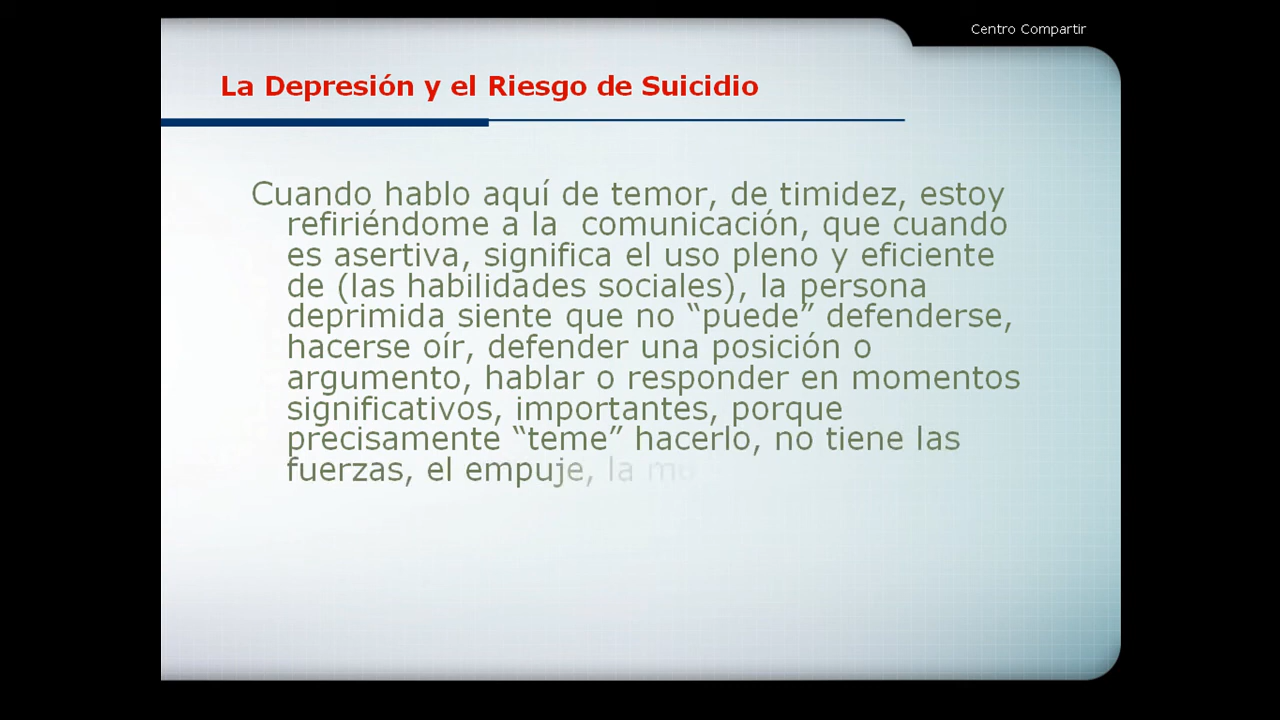 Centro Compartir
La Depresión y el Riesgo de Suicidio
Cuando hablo aquí de temor, de timidez, estoy
refiriéndome a la  comunicación, que cuando
es asertiva, significa el uso pleno y eficiente
de (las habilidades sociales), la persona
deprimida siente que no “puede” defenderse,
hacerse oír, defender una posición o
argumento, hablar o responder en momentos
significativos, importantes, porque
precisamente “teme” hacerlo, no tiene las
fuerzas, el empuje, la